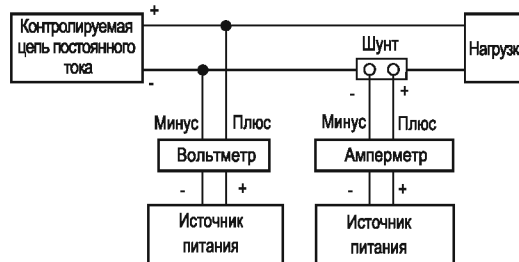 +
Контролируемая
цепь постоянного
тока
-
Шунт
Нагрузк
- +
Минус Плюс
Минус Плюс
Вольтметр
Амперметр
- +
- +
Источник
питания
Источник
питания